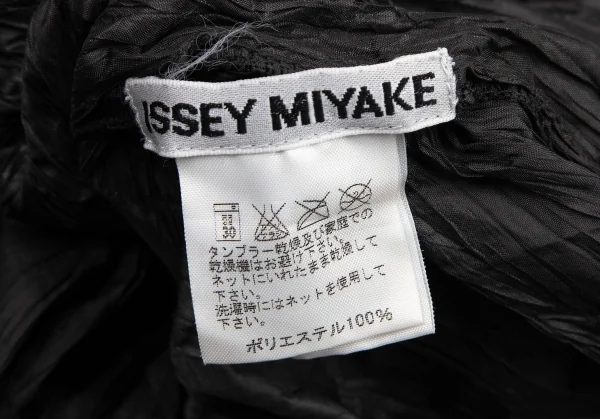 ISSEY MIYAKE
30
タンブラー乾燥及び家庭での
乾燥機はお避け下さい。
ネットにいれたまま乾燥して
下さい。
洗濯時にはネットを使用して
下さい。
ポリエステル100%